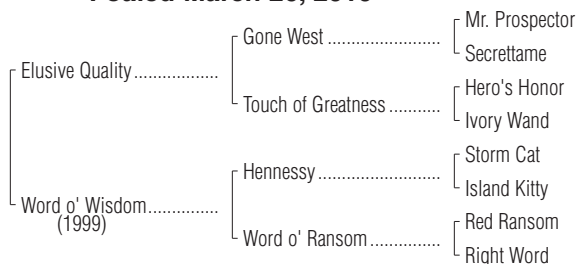 Foaled March
Mr. Prospector
Gone West
Secrettame
Elusive Quality
Hero's Honor
Touch of Greatness
Ivory Wand
Storm Cat
Hennessy
Island Kitty
Word o' Wisdom
(1999)
Red Ransom
Word o' Ransom
Right Word